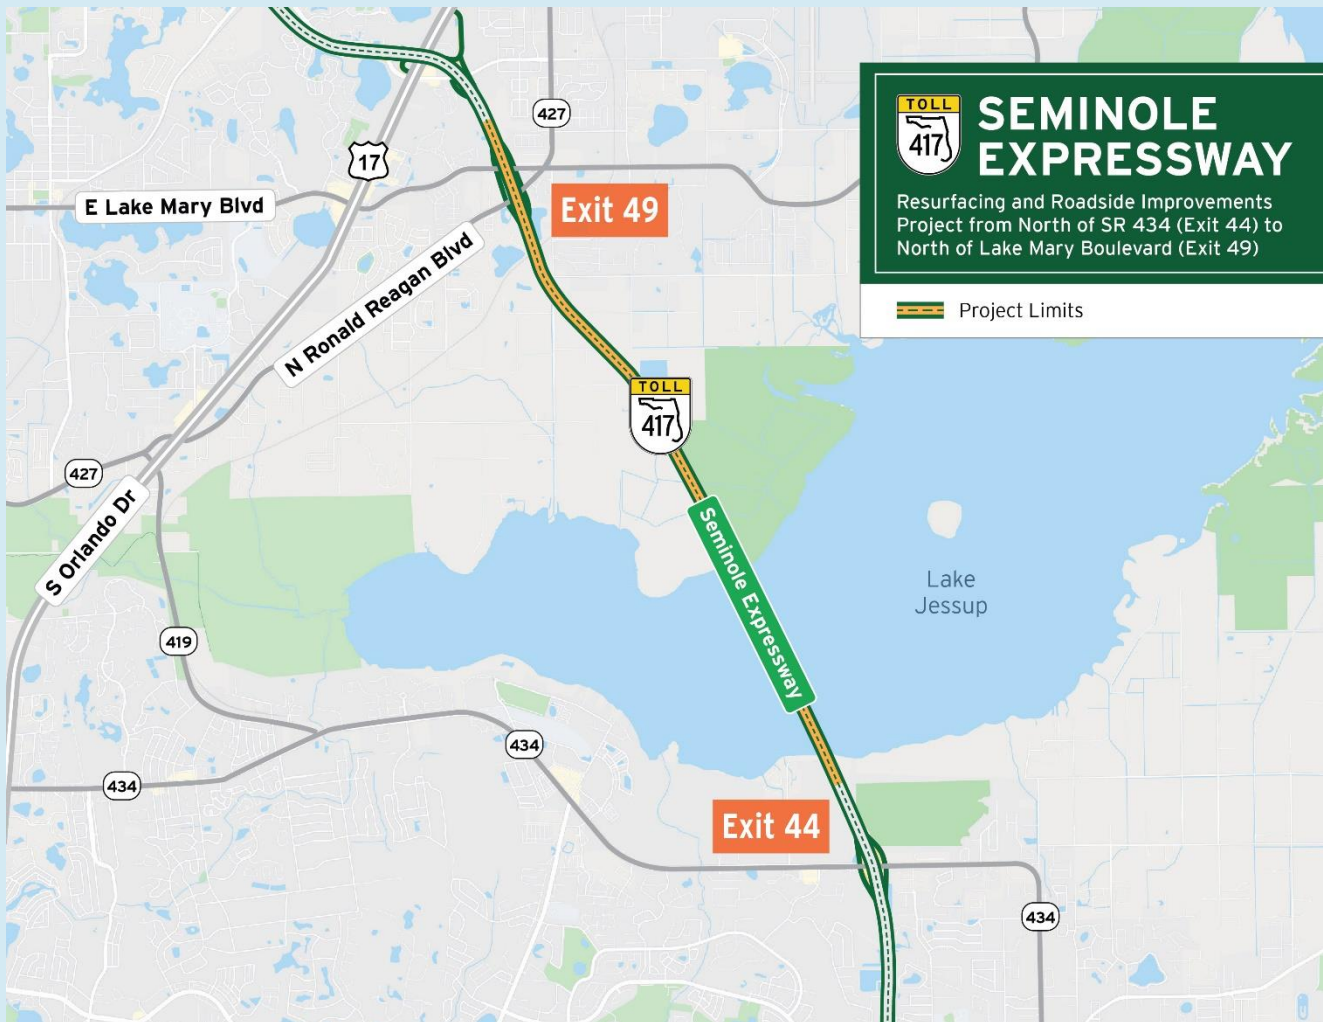 TOLL
417
SEMINOLE
EXPRESSWAY
Resurfacing and Roadside Improvements
Project from North of SR 434 (Exit 44) to
North of Lake Mary Boulevard (Exit 49)
Project Limits
427
17
E Lake Mary Blvd
Exit 49
N Ronald Reagan Blvd
TOLL
417
427
S Orlando Dr
Seminole Expressway
Lake
Jessup
419
434
434
Exit 44
434